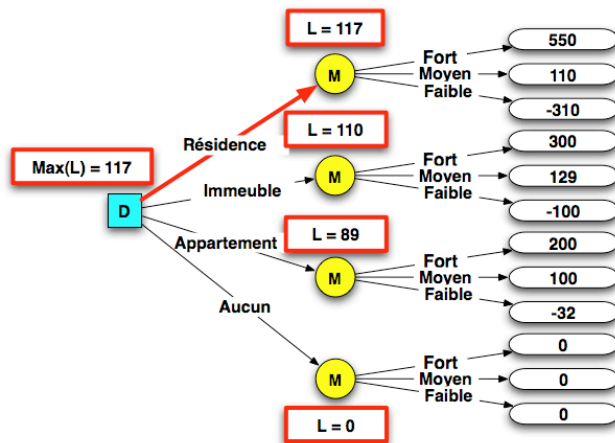 L = 117
Fort
550
M
Moyen
110
Faible
-310
Résidence
L = 110
Fort
300
Max(L) = 117
M
Moyen
129
Immeuble
Faible
-100
D
L = 89
Fort
200
Appartement
M
Moyen
100
Faible
-32
Aucun
Fort
0
M
Moyen
0
Faible
0
L = 0